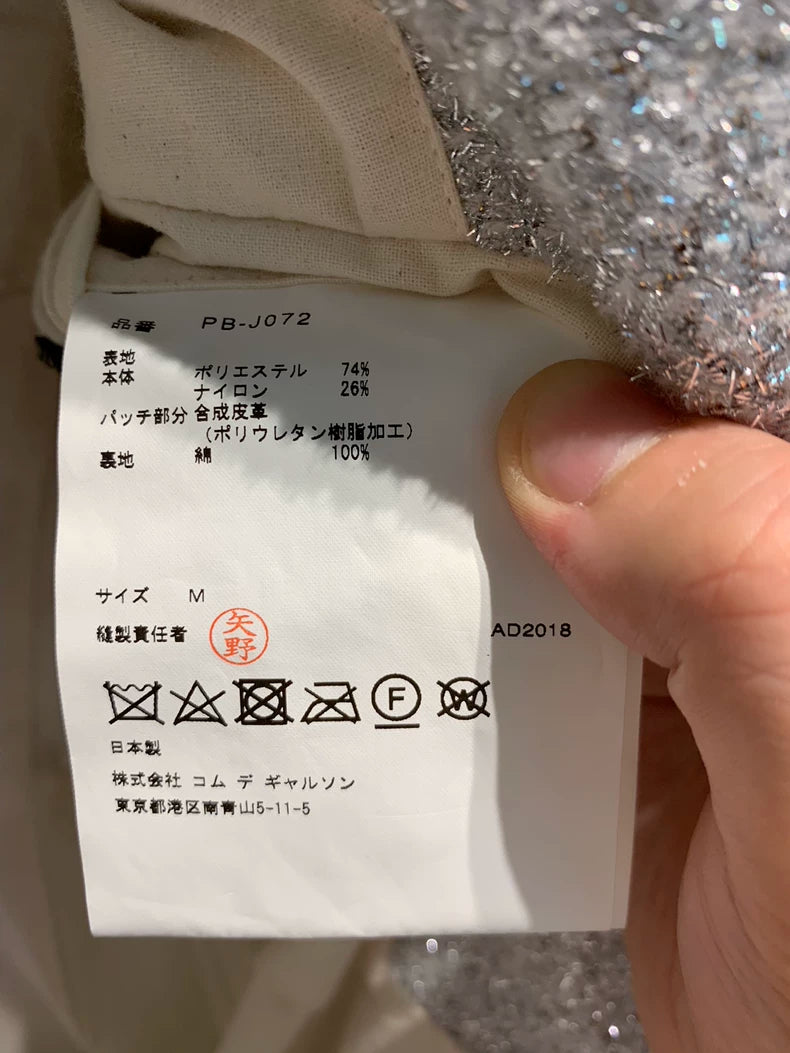 品番 PB-J072
表地
本体 ポリエステル 74%
ナイロン 26%
パッチ部分 合成皮革
(ポリウレタン樹脂加工)
裏地 綿 100%
サイズ M
縫製責任者 矢野 AD2018
F W
日本製
株式会社 コム デ ギャルソン
東京都港区南青山5-11-5